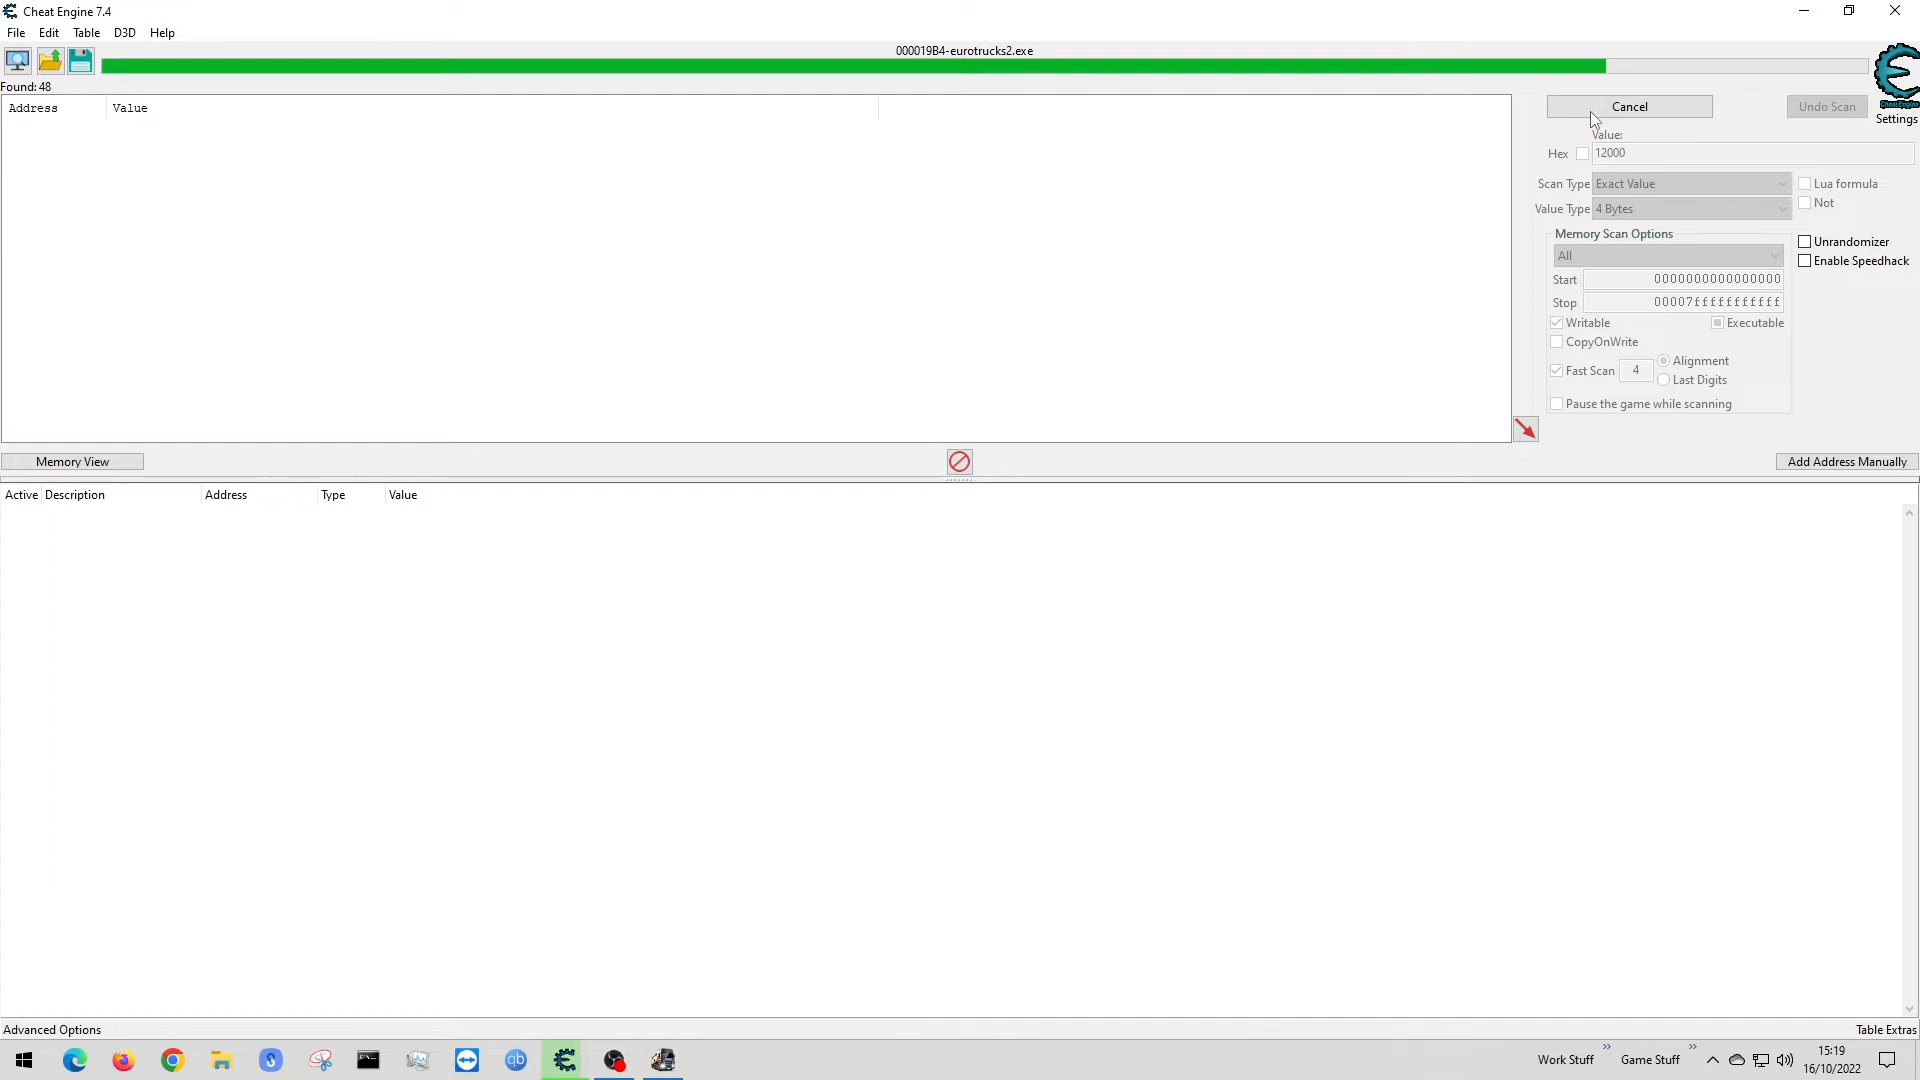 Cheat Engine 7.4
File Edit Table D3D Help
000019B4-eurotrucks2.exe
Found: 48
Address Value
Cancel Undo Scan
Cheat Engine
Settings
Value:
Hex 12000
Scan Type Exact Value Lua formula
Not
Value Type 4 Bytes
Memory Scan Options
Unrandomizer
All
Enable Speedhack
Start 0000000000000000
Stop 00007fffffffffff
Writable Executable
CopyOnWrite
Alignment
Fast Scan 4
Last Digits
Pause the game while scanning
Memory View Add Address Manually
Active Description Address Type Value
Advanced Options Table Extras
S qb Work Stuff » Game Stuff » 15:19
16/10/2022